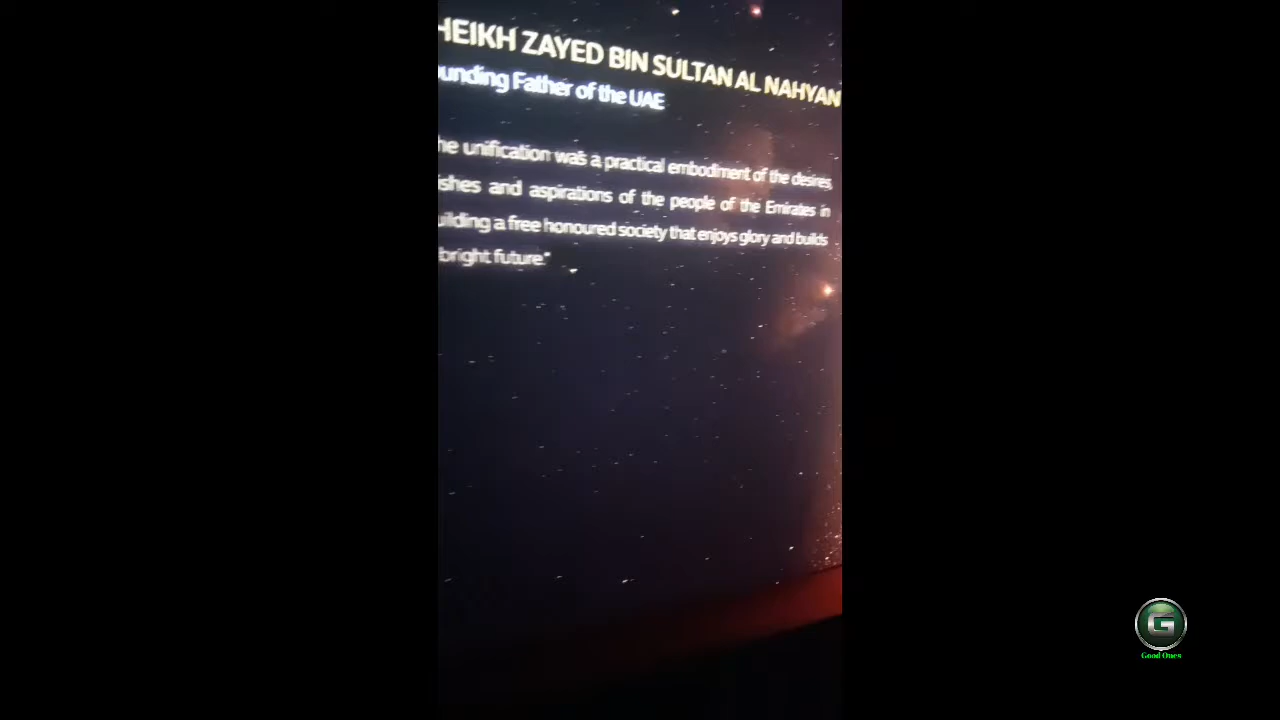 HEIKH ZAYED BIN SULTAN AL NAHYAN
unding Father of the UAE
he unification was a practical embodiment of the desires,
ishes and aspirations of the people of the Emirates in
uilding a free honoured society that enjoys glory and builds
bright future."
G
Good Ones